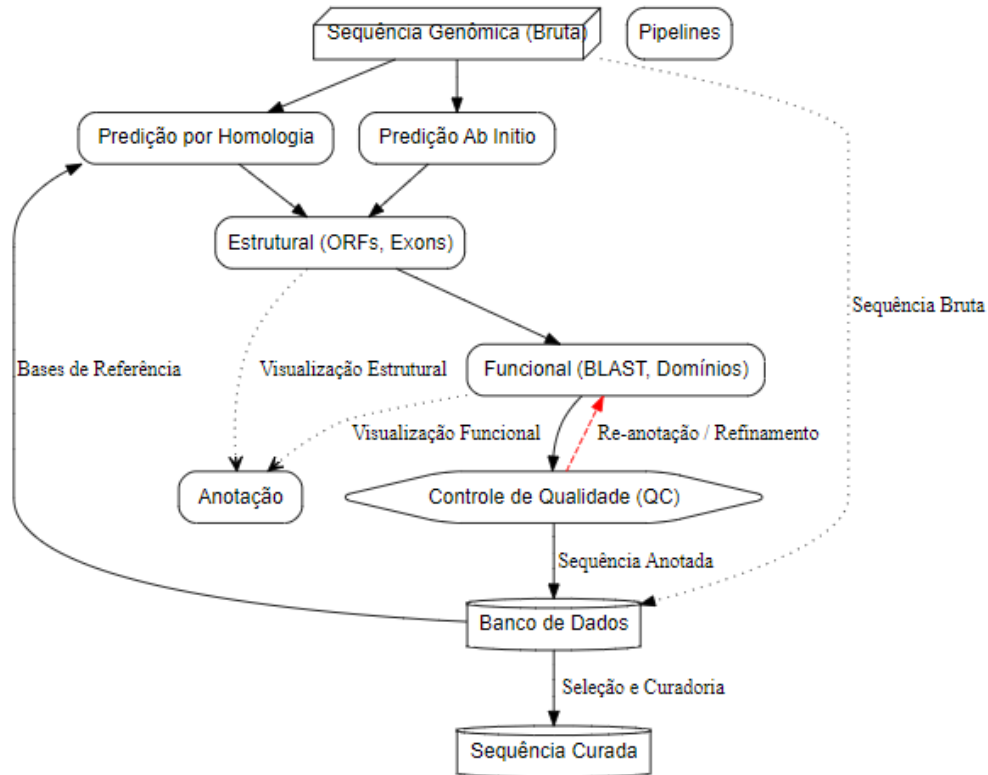 Sequência Genômica (Bruta)
Pipelines
Predição por Homologia
Predição Ab Initio
Estrutural (ORFs, Exons)
Sequência Bruta
Bases de Referência
Visualização Estrutural
Funcional (BLAST, Domínios)
Visualização Funcional
Re-anotação / Refinamento
Anotação
Controle de Qualidade (QC)
Sequência Anotada
Banco de Dados
Seleção e Curadoria
Sequência Curada